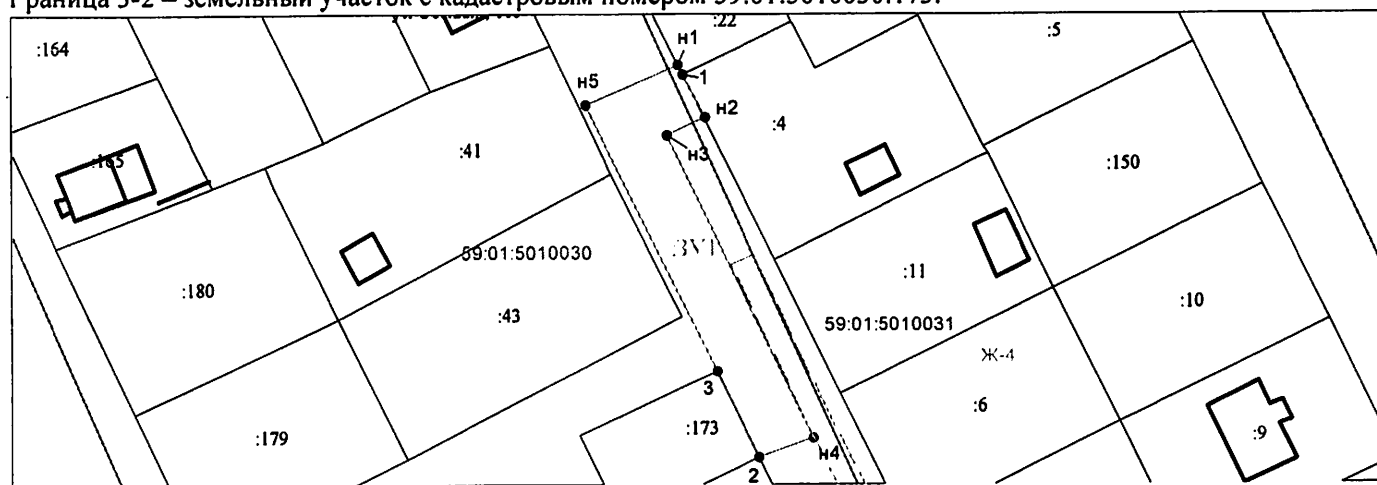 Граница 3-2 – земельный участок с кадастровым номером 59:01:5010030:173.
:164
:22
:5
н1
1
н5
н2
:4
н3
:41
:150
:165
59:01:5010030
ЗУ1
:11
:180
:10
:43
59:01:5010031
Ж-4
3
:6
:173
:179
:9
н4
2